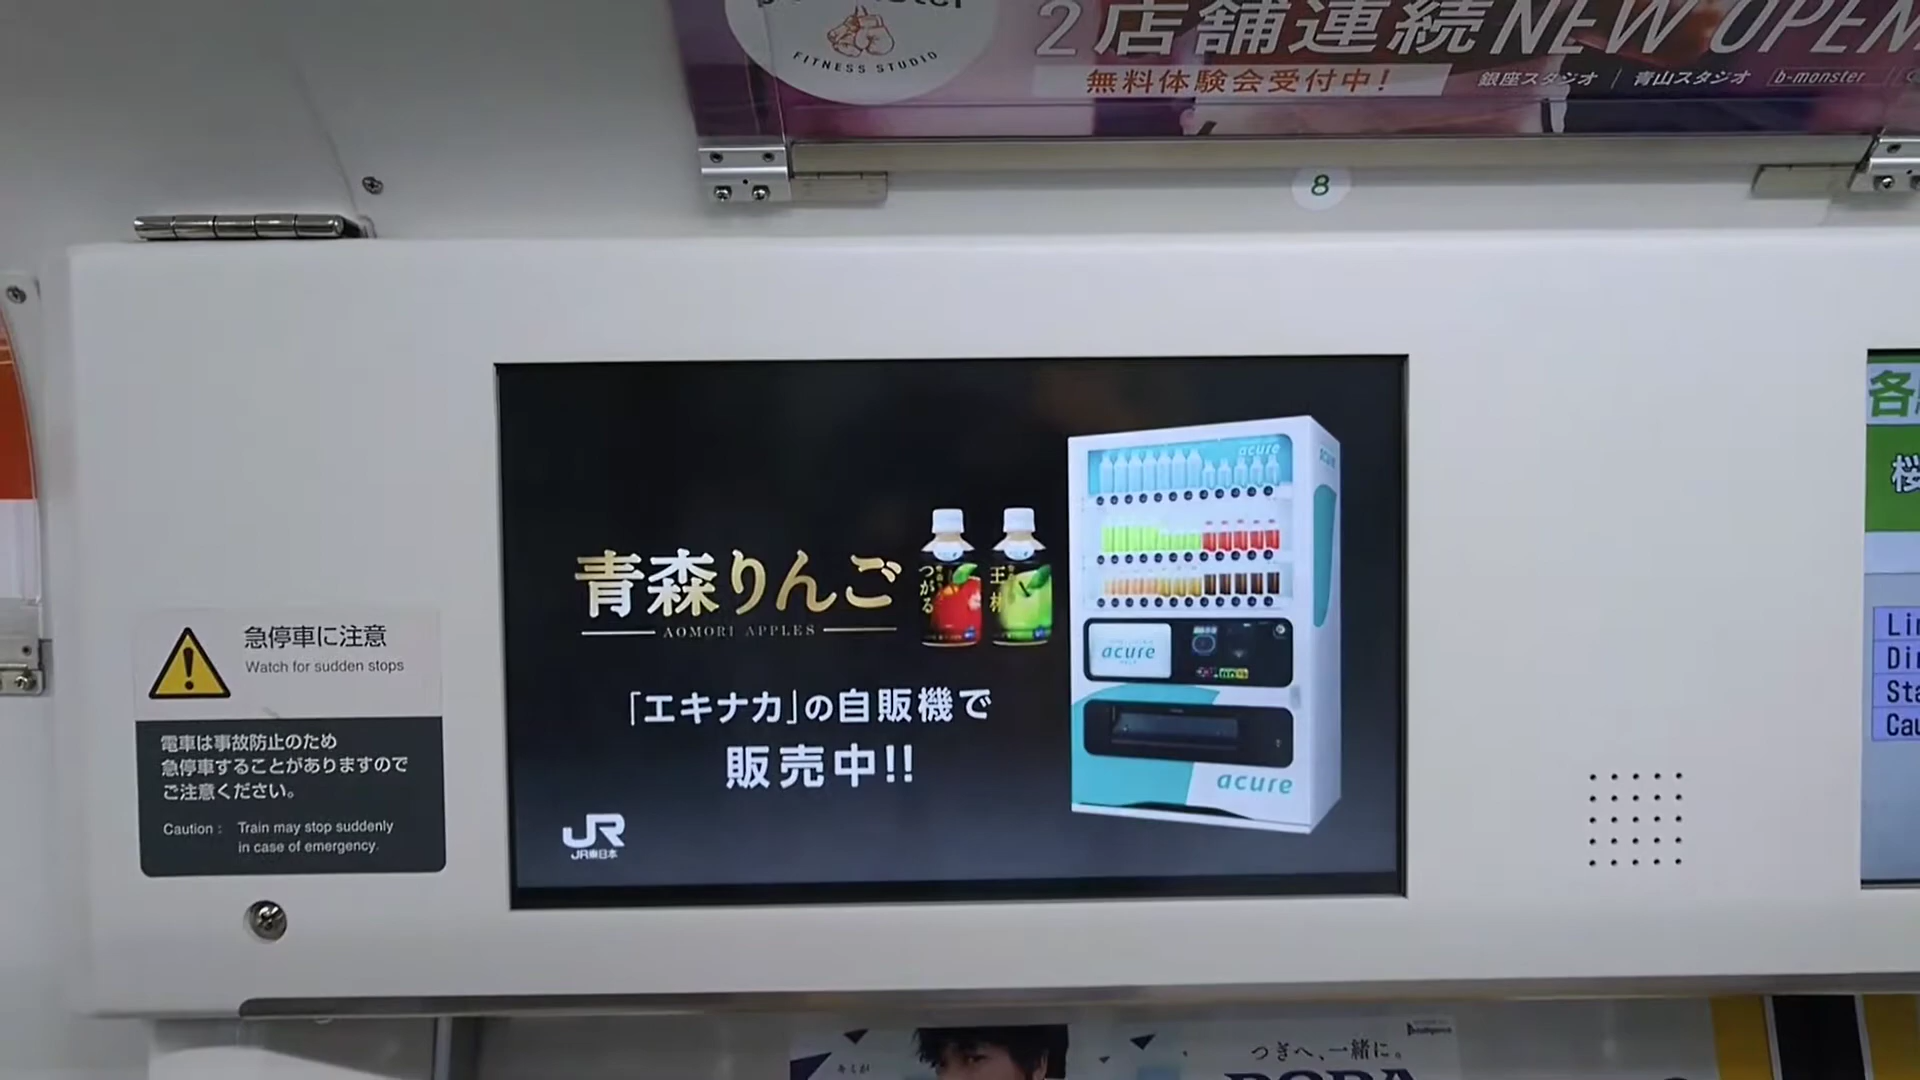 FITNESS STUDIO
2店舗連続NEW OPEN
無料体験会受付中!
銀座スタジオ / 青山スタジオ b-monster
8
急停車に注意
Watch for sudden stops
電車は事故防止のため
急停車することがありますので
ご注意ください。
Caution : Train may stop suddenly
in case of emergency.
青森りんご
AOMORI APPLES
つがる
王林
「エキナカ」の自販機で
販売中!!
JR
JR東日本
acure
acure
acure
acure
各
桜
つぎへ、一緒に。